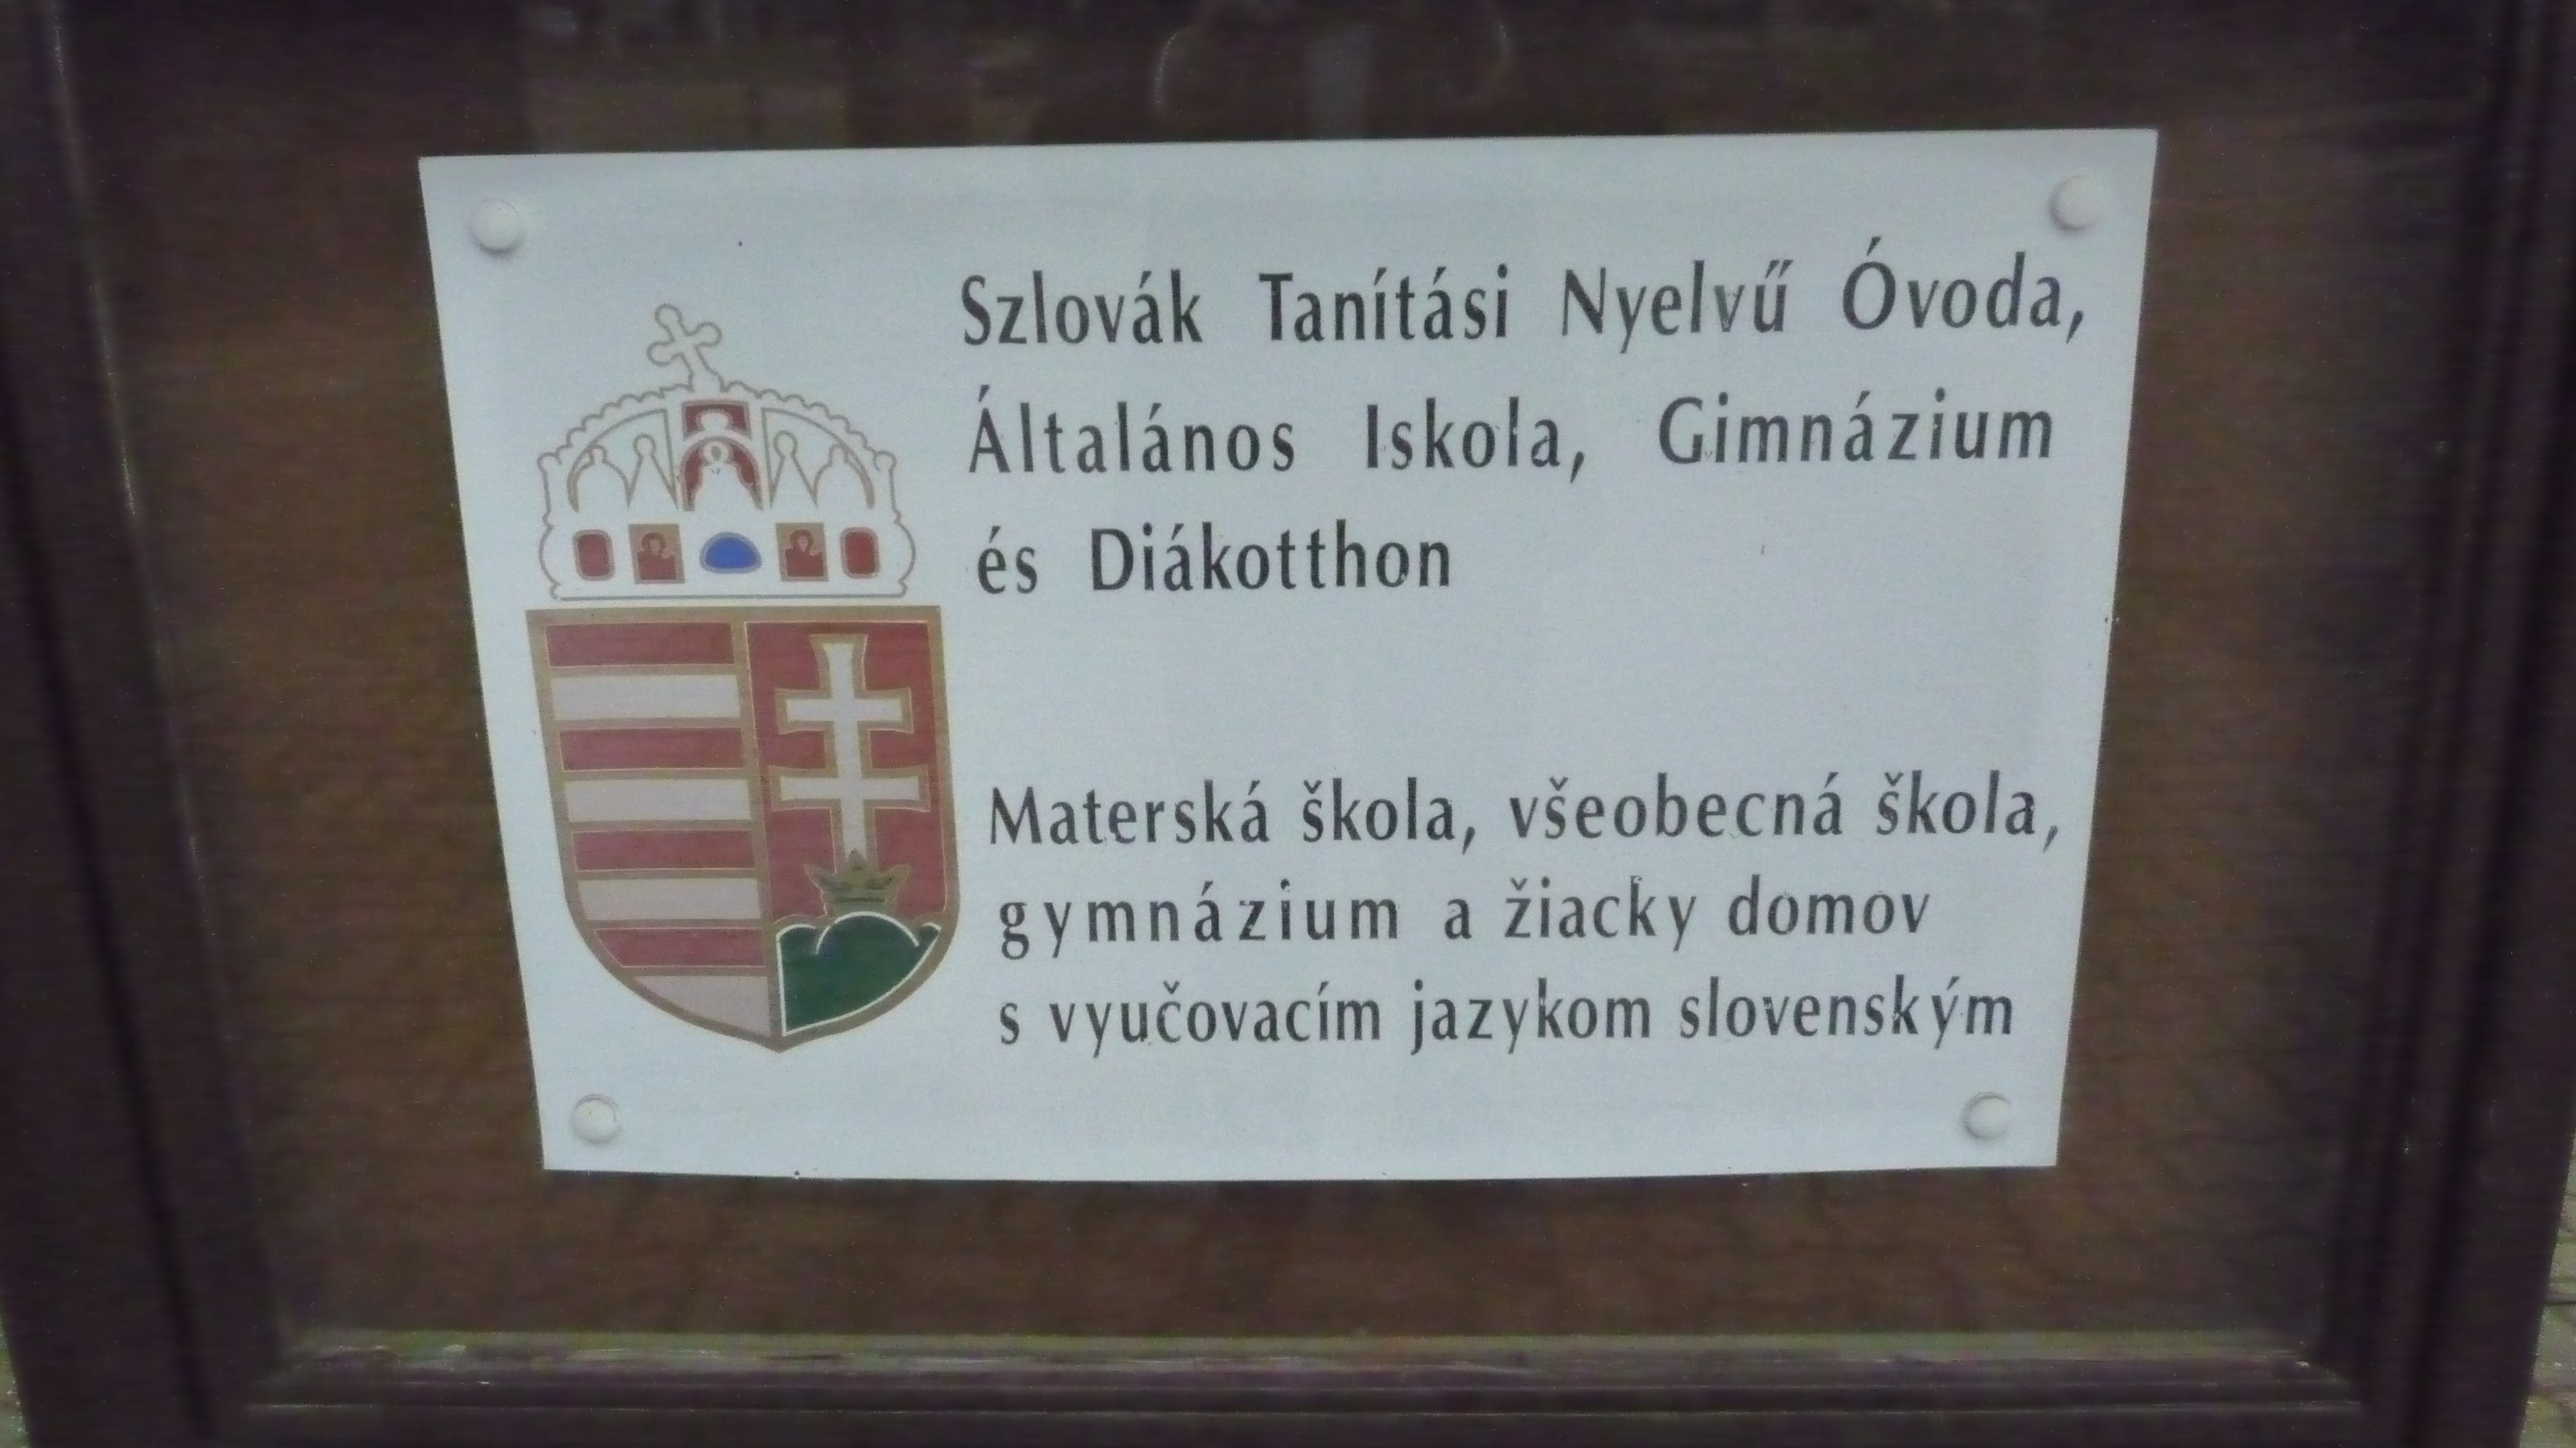 Szlovák Tanítási Nyelvű Óvoda,
Általános Iskola, Gimnázium
és Diákotthon
Materská škola, všeobecná škola,
gymnázium a žiacky domov
s vyučovacím jazykom slovenským